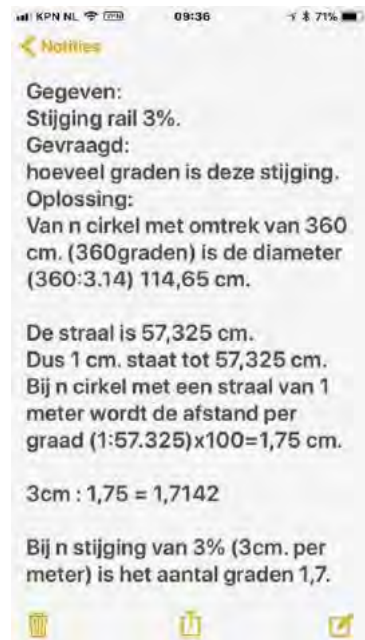 KPN NL VPN 09:36 71%
Notities
Gegeven:
Stijging rail 3%.
Gevraagd:
hoeveel graden is deze stijging.
Oplossing:
Van n cirkel met omtrek van 360
cm. (360graden) is de diameter
(360:3.14) 114,65 cm.
De straal is 57,325 cm.
Dus 1 cm. staat tot 57,325 cm.
Bij n cirkel met een straal van 1
meter wordt de afstand per
graad (1:57.325)x100=1,75 cm.
3cm : 1,75 = 1,7142
Bij n stijging van 3% (3cm. per
meter) is het aantal graden 1,7.